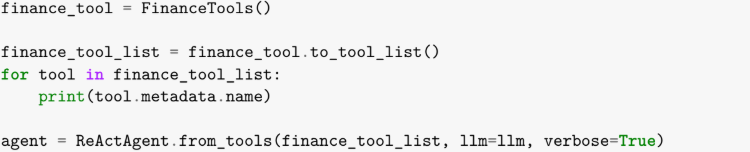 finance_tool = FinanceTools()
finance_tool_list = finance_tool.to_tool_list()
for tool in finance_tool_list:
    print(tool.metadata.name)
agent = ReActAgent.from_tools(finance_tool_list, llm=llm, verbose=True)